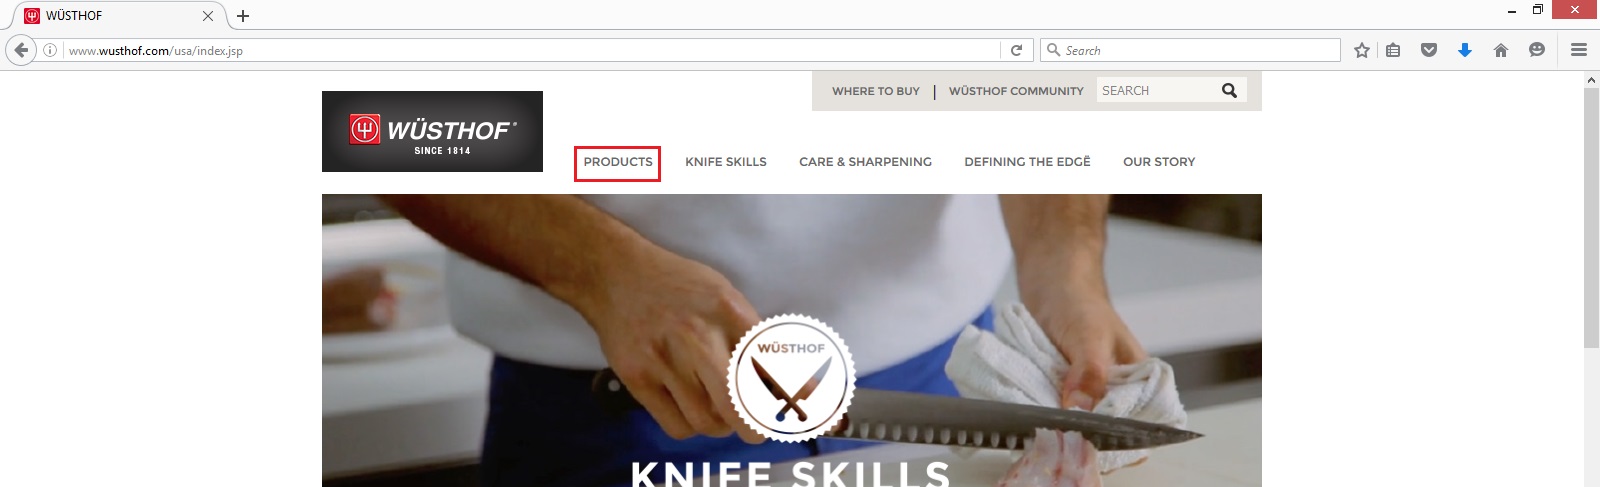 WÜSTHOF
www.wusthof.com/usa/index.jsp
Search
WHERE TO BUY | WÜSTHOF COMMUNITY SEARCH
WÜSTHOF
SINCE 1814
PRODUCTS KNIFE SKILLS CARE & SHARPENING DEFINING THE EDGË OUR STORY
WÜSTHOF
KNIFE SKILLS